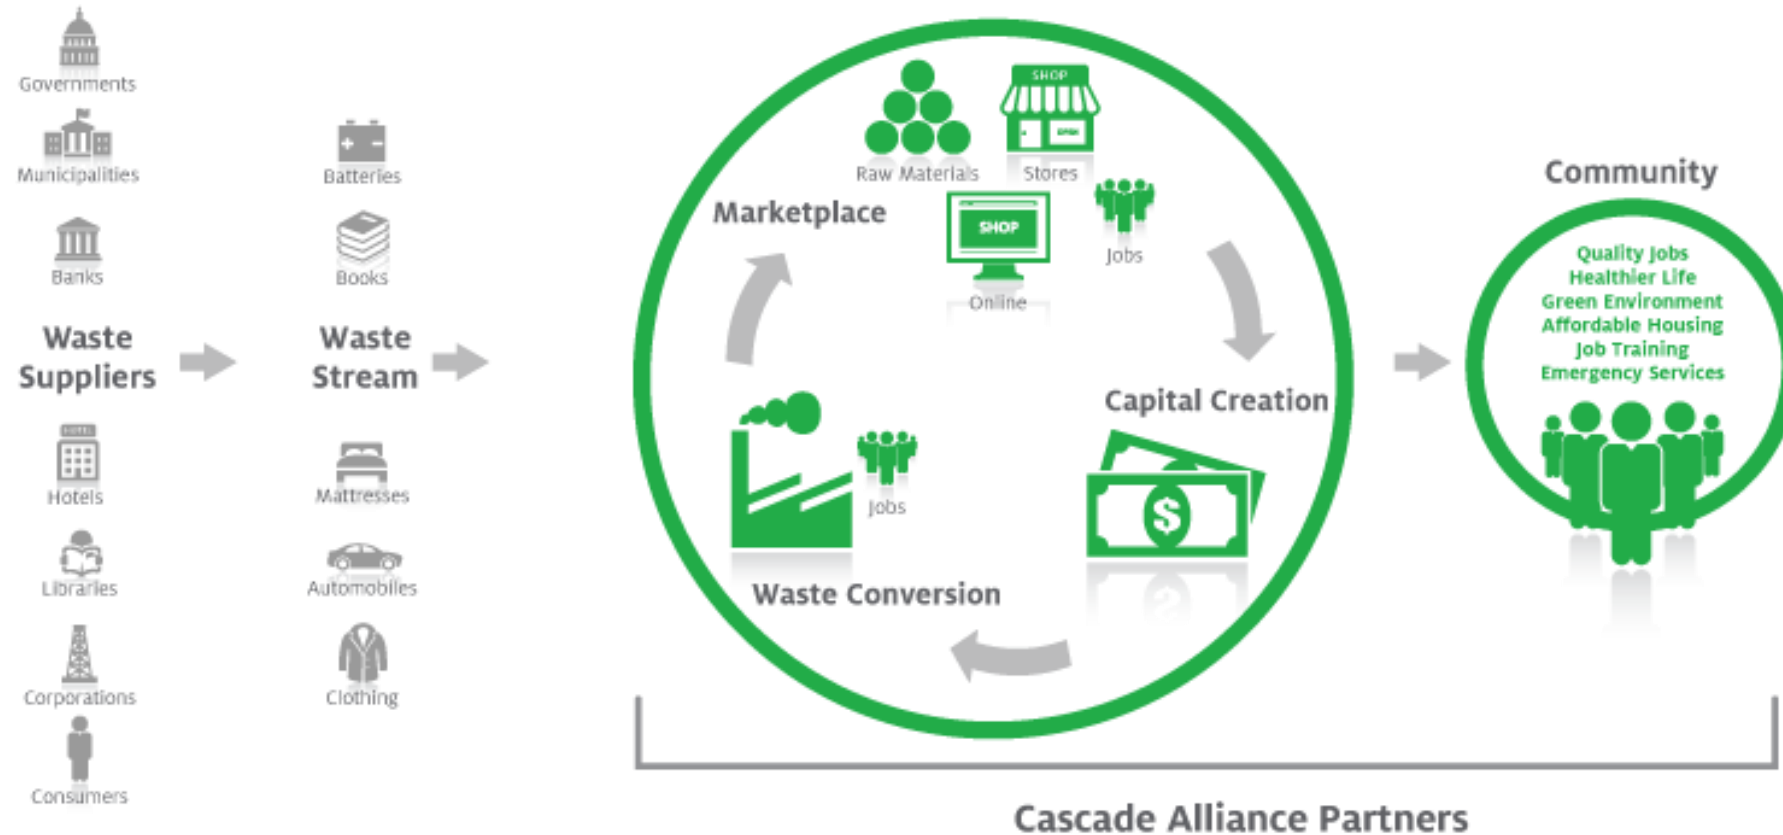 Governments
Municipalities
Banks
Waste
Suppliers
HOTEL
Hotels
Libraries
Corporations
Consumers
Batteries
Books
Waste
Stream
Mattresses
Automobiles
Clothing
SHOP
OPEN
Raw Materials
Stores
Marketplace
SHOP
Online
Jobs
Capital Creation
$
Jobs
Waste Conversion
Community
Quality Jobs
Healthier Life
Green Environment
Affordable Housing
Job Training
Emergency Services
Cascade Alliance Partners